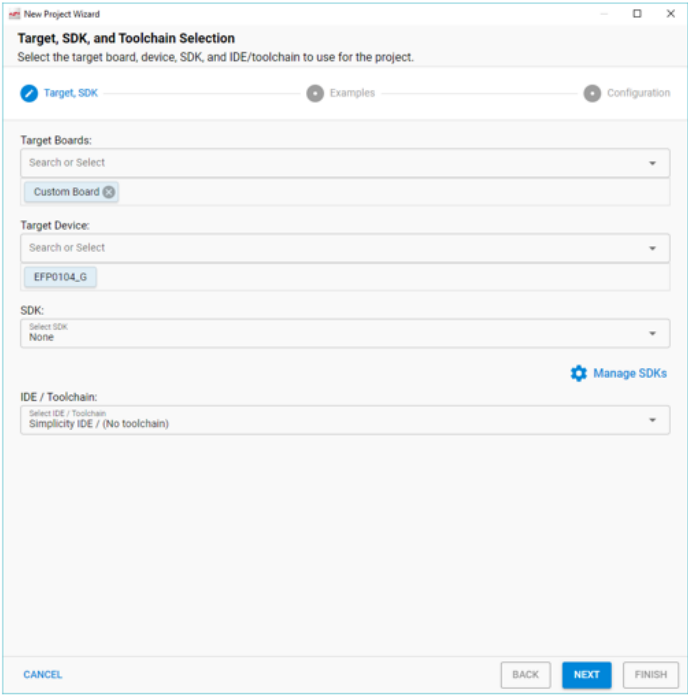 New Project Wizard
Target, SDK, and Toolchain Selection
Select the target board, device, SDK, and IDE/toolchain to use for the project.
Target, SDK
Examples
Configuration
Target Boards:
Search or Select
Custom Board
Target Device:
Search or Select
EFP0104_G
SDK:
Select SDK
None
Manage SDKs
IDE / Toolchain:
Select IDE / Toolchain
Simplicity IDE / (No toolchain)
CANCEL
BACK
NEXT
FINISH